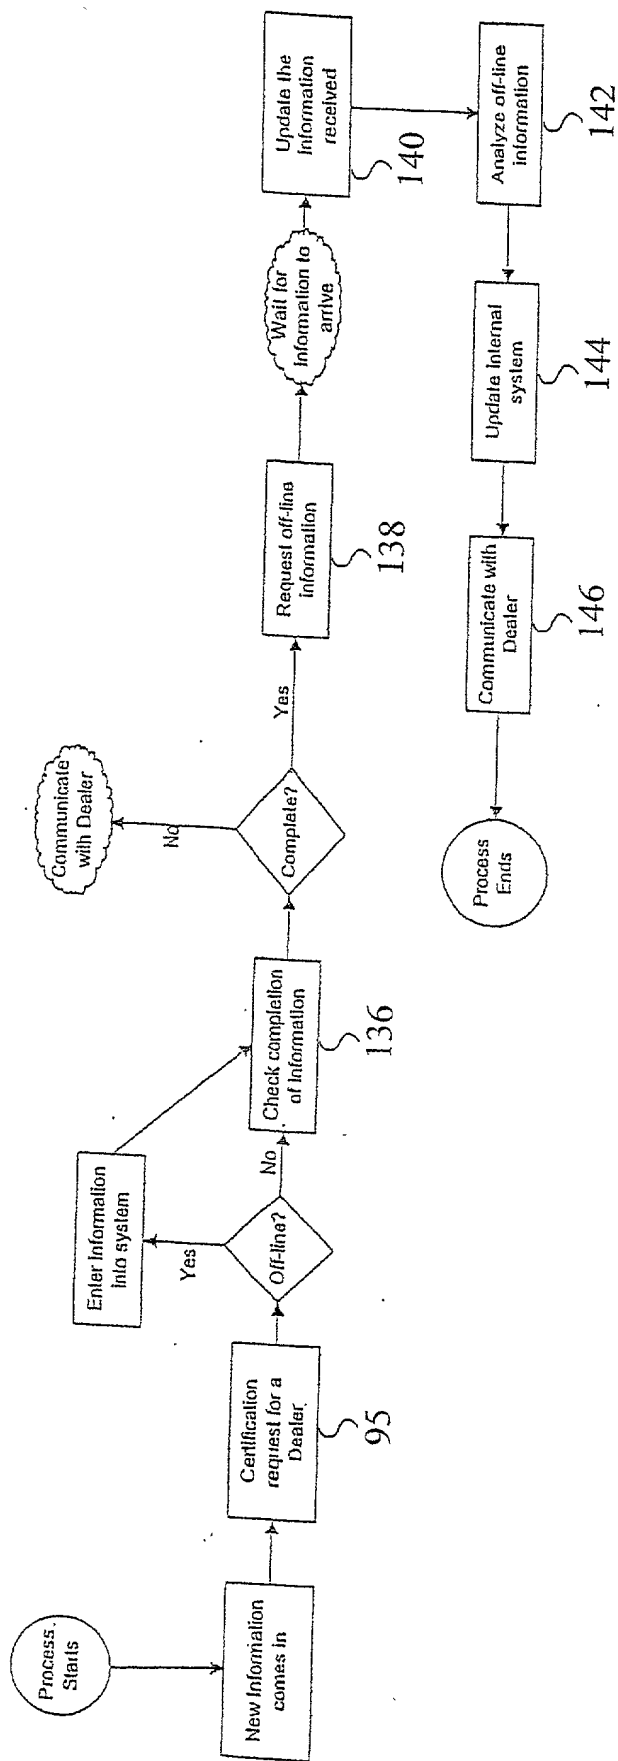 Process
Starts
New Information
comes in
Certification
request for a
Dealer
95
Off-line?
Yes
No
Enter Information
into system
Check completion
of Information
136
Complete?
No
Yes
Communicate
with Dealer
Request off-line
information
138
Wait for
Information to
arrive
Update the
Information
received
140
Analyze off-line
information
142
Update internal
system
144
Communicate with
Dealer
146
Process
Ends